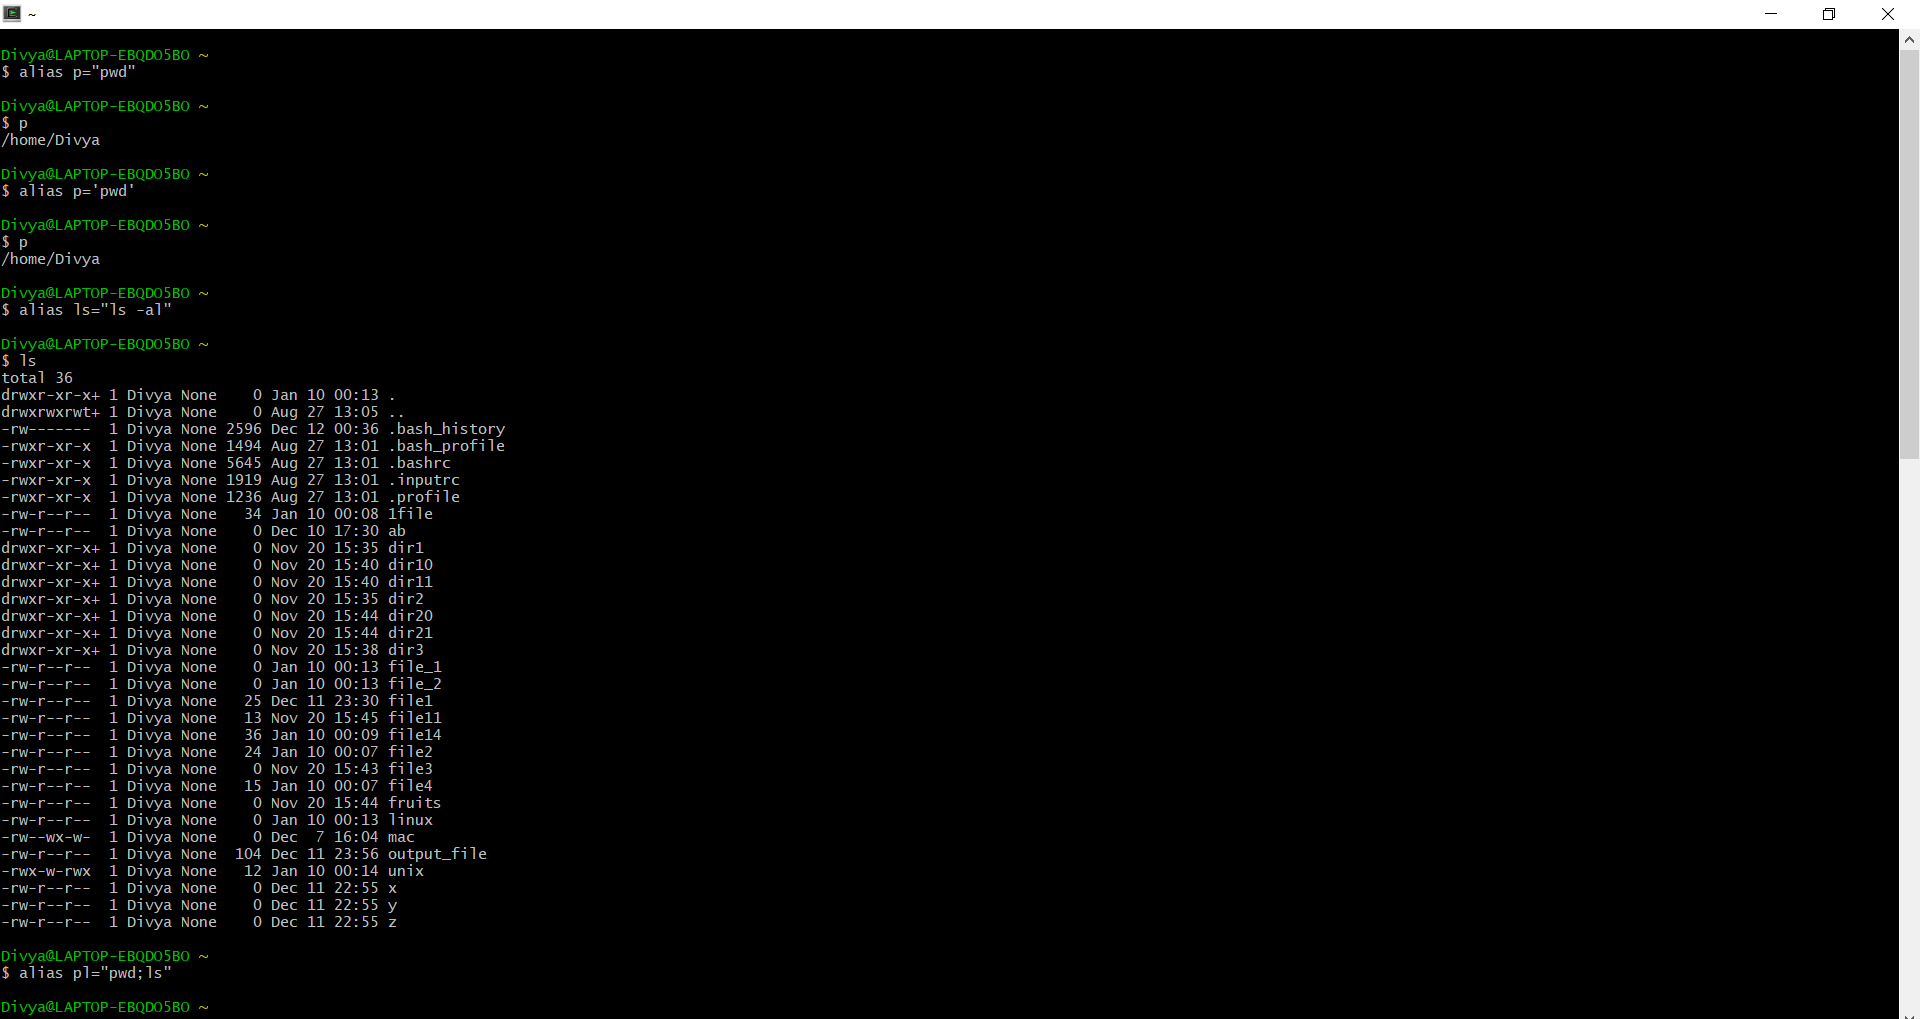 ~
Divya@LAPTOP-EBQDO5BO ~
$ alias p="pwd"
Divya@LAPTOP-EBQDO5BO ~
$ p
/home/Divya
Divya@LAPTOP-EBQDO5BO ~
$ alias p='pwd'
Divya@LAPTOP-EBQDO5BO ~
$ p
/home/Divya
Divya@LAPTOP-EBQDO5BO ~
$ alias ls="ls -al"
Divya@LAPTOP-EBQDO5BO ~
$ ls
total 36
drwxr-xr-x+ 1 Divya None    0 Jan 10 00:13 .
drwxrwxrwt+ 1 Divya None    0 Aug 27 13:05 ..
-rw-------  1 Divya None 2596 Dec 12 00:36 .bash_history
-rwxr-xr-x  1 Divya None 1494 Aug 27 13:01 .bash_profile
-rwxr-xr-x  1 Divya None 5645 Aug 27 13:01 .bashrc
-rwxr-xr-x  1 Divya None 1919 Aug 27 13:01 .inputrc
-rwxr-xr-x  1 Divya None 1236 Aug 27 13:01 .profile
-rw-r--r--  1 Divya None   34 Jan 10 00:08 1file
-rw-r--r--  1 Divya None    0 Dec 10 17:30 ab
drwxr-xr-x+ 1 Divya None    0 Nov 20 15:35 dir1
drwxr-xr-x+ 1 Divya None    0 Nov 20 15:40 dir10
drwxr-xr-x+ 1 Divya None    0 Nov 20 15:40 dir11
drwxr-xr-x+ 1 Divya None    0 Nov 20 15:35 dir2
drwxr-xr-x+ 1 Divya None    0 Nov 20 15:44 dir20
drwxr-xr-x+ 1 Divya None    0 Nov 20 15:44 dir21
drwxr-xr-x+ 1 Divya None    0 Nov 20 15:38 dir3
-rw-r--r--  1 Divya None    0 Jan 10 00:13 file_1
-rw-r--r--  1 Divya None    0 Jan 10 00:13 file_2
-rw-r--r--  1 Divya None   25 Dec 11 23:30 file1
-rw-r--r--  1 Divya None   13 Nov 20 15:45 file11
-rw-r--r--  1 Divya None   36 Jan 10 00:09 file14
-rw-r--r--  1 Divya None   24 Jan 10 00:07 file2
-rw-r--r--  1 Divya None    0 Nov 20 15:43 file3
-rw-r--r--  1 Divya None   15 Jan 10 00:07 file4
-rw-r--r--  1 Divya None    0 Nov 20 15:44 fruits
-rw-r--r--  1 Divya None    0 Jan 10 00:13 linux
-rw--wx-w-  1 Divya None    0 Dec  7 16:04 mac
-rw-r--r--  1 Divya None  104 Dec 11 23:56 output_file
-rwx-w-rwx  1 Divya None   12 Jan 10 00:14 unix
-rw-r--r--  1 Divya None    0 Dec 11 22:55 x
-rw-r--r--  1 Divya None    0 Dec 11 22:55 y
-rw-r--r--  1 Divya None    0 Dec 11 22:55 z
Divya@LAPTOP-EBQDO5BO ~
$ alias pl="pwd;ls"
Divya@LAPTOP-EBQDO5BO ~